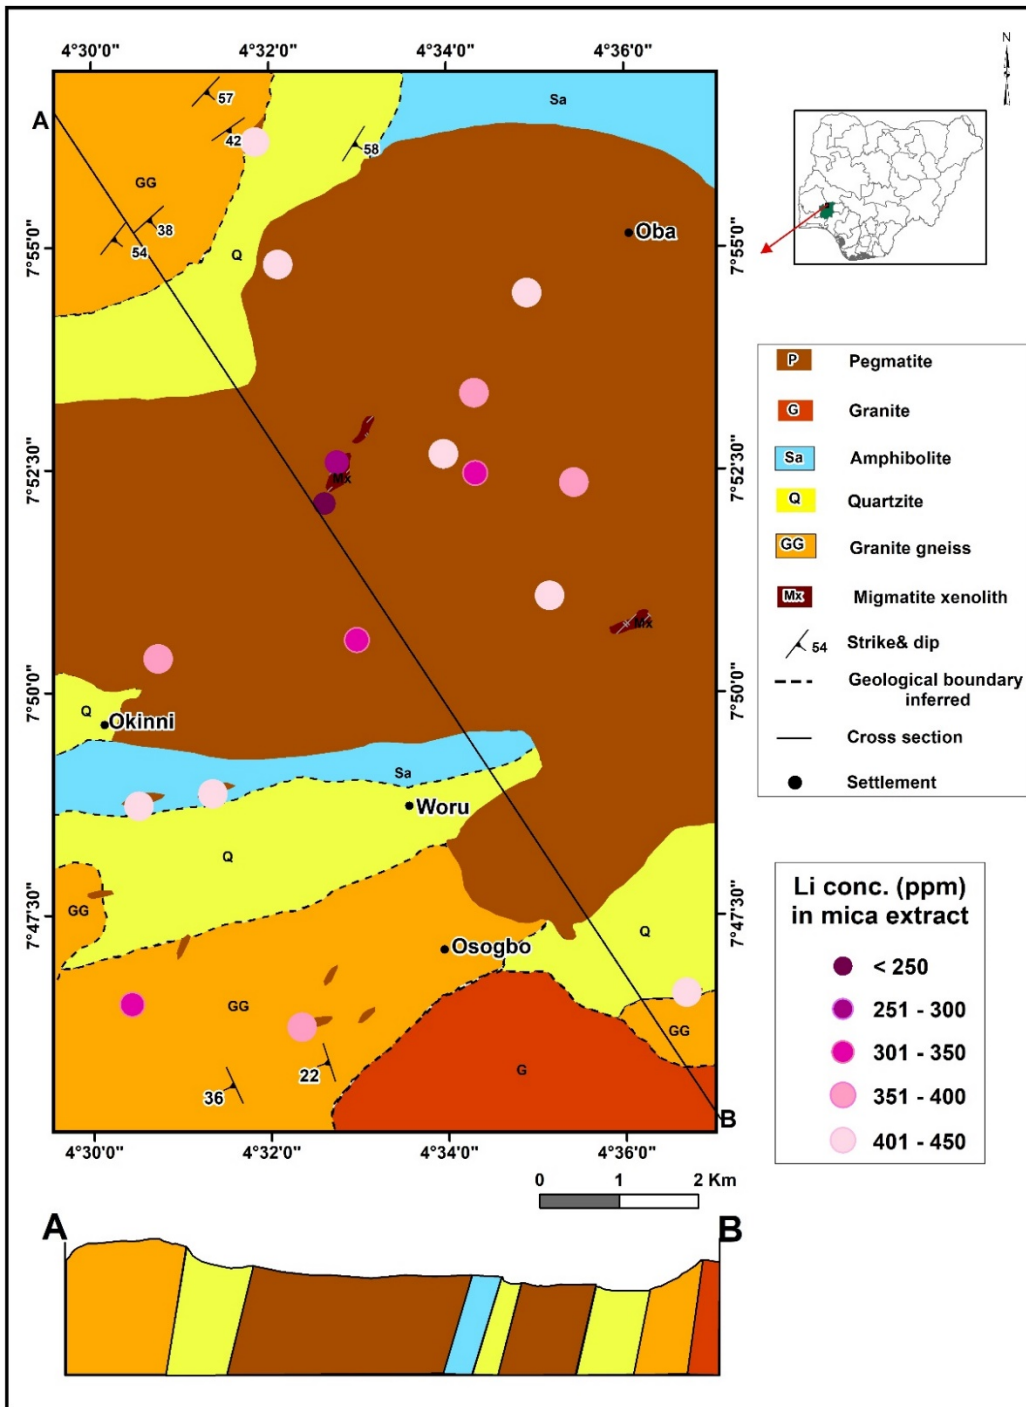 4°30'0" 4°32'0" 4°34'0" 4°36'0"
N
A
57
42
58
Sa
GG
38
54
Q
Oba
7°55'0"
7°55'0"
7°52'30"
7°52'30"
Mx
Mx
7°50'0"
7°50'0"
Q
Okinni
Sa
Woru
Q
GG
7°47'30"
7°47'30"
Osogbo
Q
GG
GG
22
36
G
B
4°30'0" 4°32'0" 4°34'0" 4°36'0"
P Pegmatite
G Granite
Sa Amphibolite
Q Quartzite
GG Granite gneiss
Mx Migmatite xenolith
54 Strike& dip
Geological boundary
inferred
Cross section
Settlement
Li conc. (ppm)
in mica extract
< 250
251 - 300
301 - 350
351 - 400
401 - 450
0 1 2 Km
A B